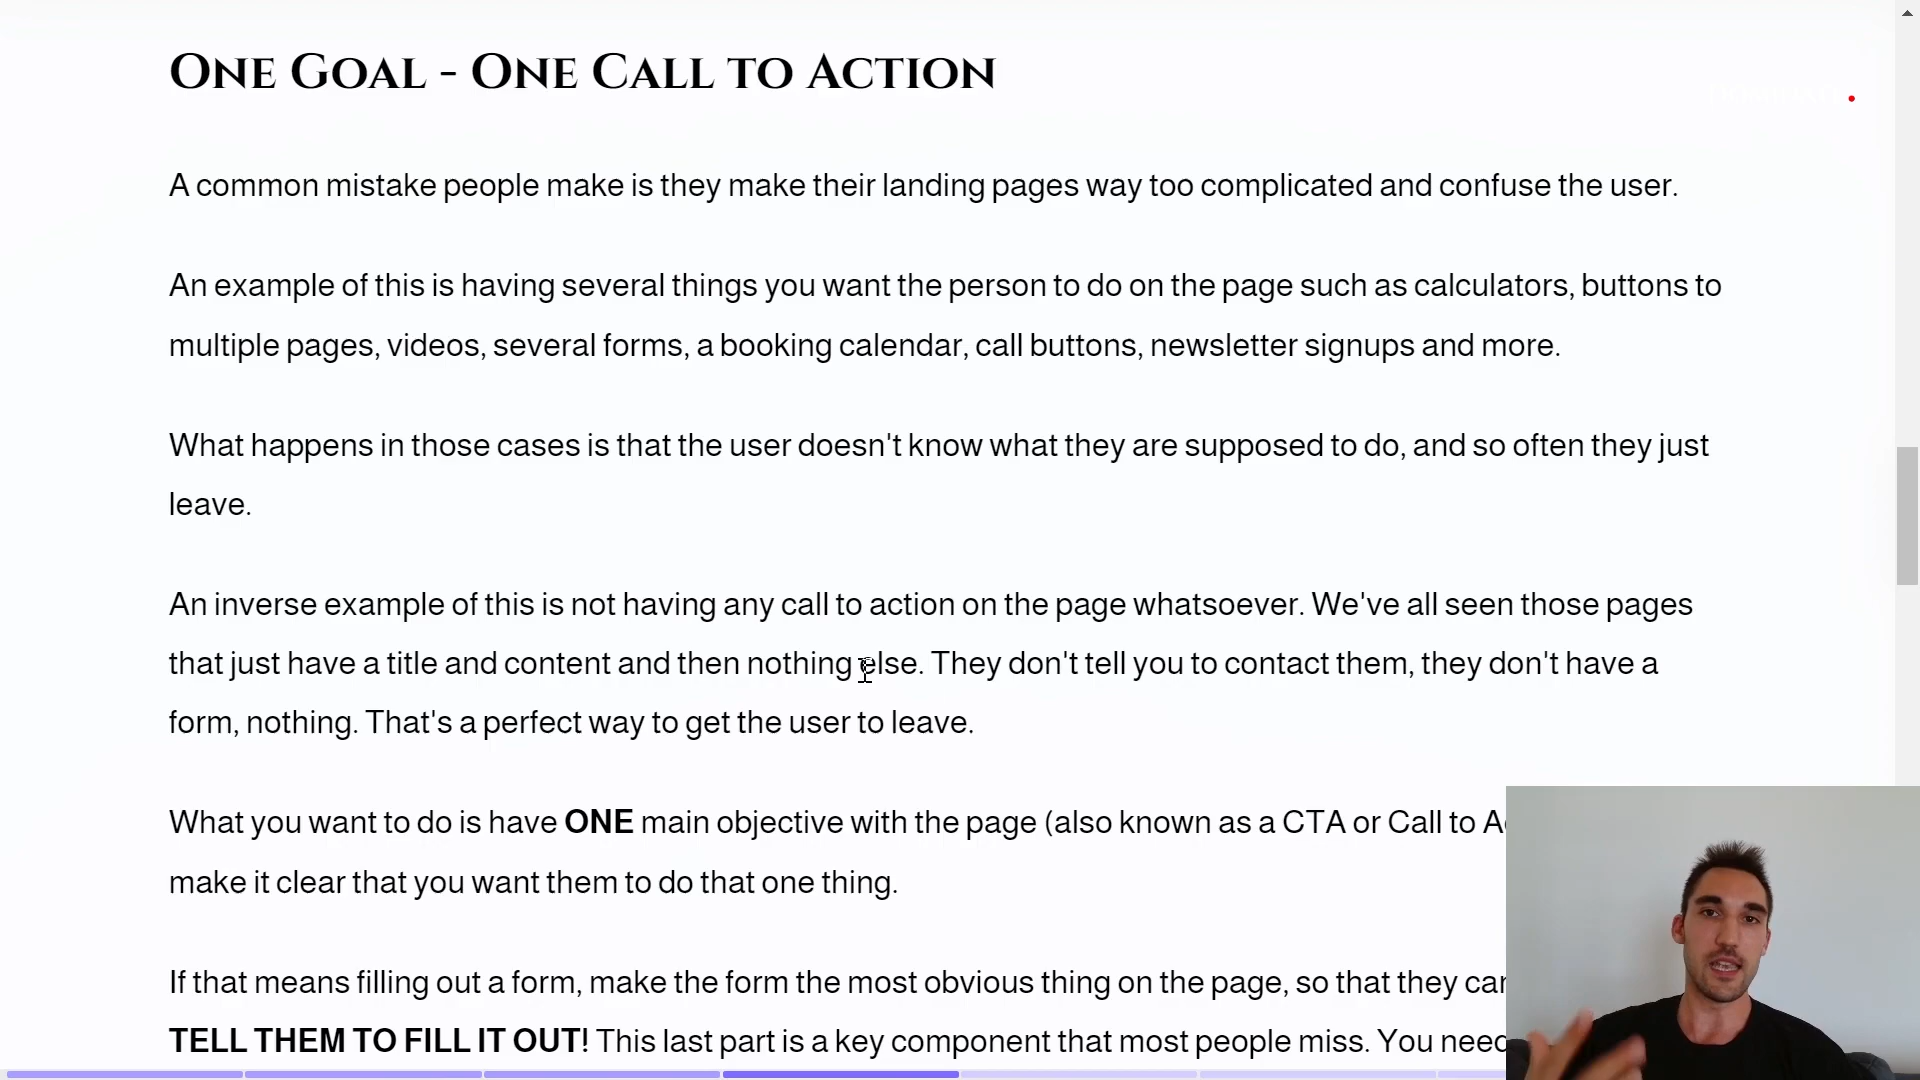 One Goal - One Call to Action
A common mistake people make is they make their landing pages way too complicated and confuse the user.
An example of this is having several things you want the person to do on the page such as calculators, buttons to
multiple pages, videos, several forms, a booking calendar, call buttons, newsletter signups and more.
What happens in those cases is that the user doesn't know what they are supposed to do, and so often they just
leave.
An inverse example of this is not having any call to action on the page whatsoever. We've all seen those pages
that just have a title and content and then nothing else. They don't tell you to contact them, they don't have a
form, nothing. That's a perfect way to get the user to leave.
What you want to do is have ONE main objective with the page (also known as a CTA or Call to
make it clear that you want them to do that one thing.
If that means filling out a form, make the form the most obvious thing on the page, so that they
TELL THEM TO FILL IT OUT! This last part is a key component that most people miss. You need